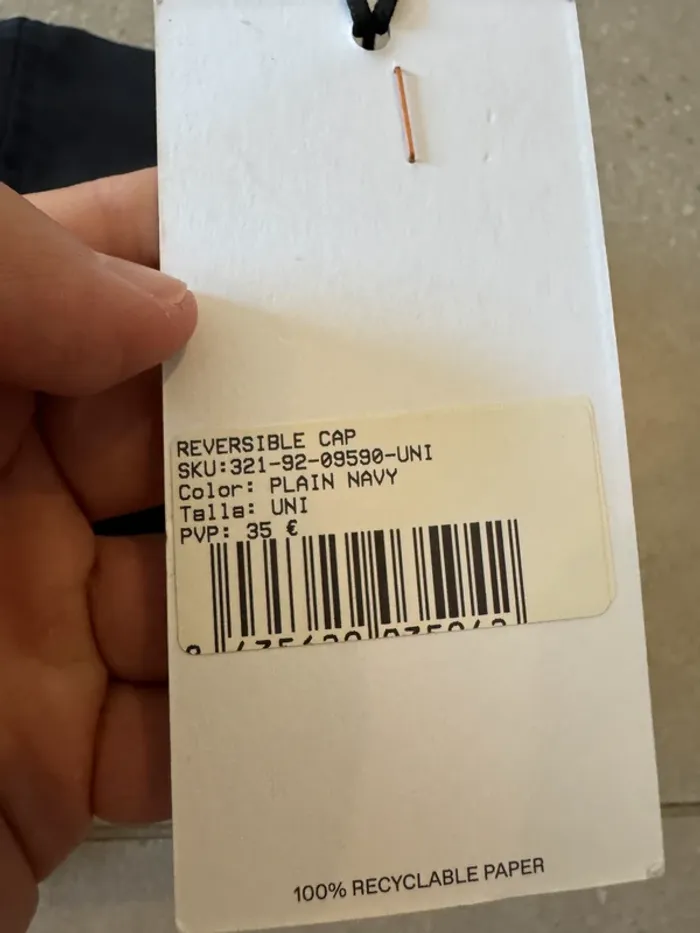 REVERSIBLE CAP
SKU:321-92-09590-UNI
Color: PLAIN NAVY
Talla: UNI
PVP: 35 €
100% RECYCLABLE PAPER